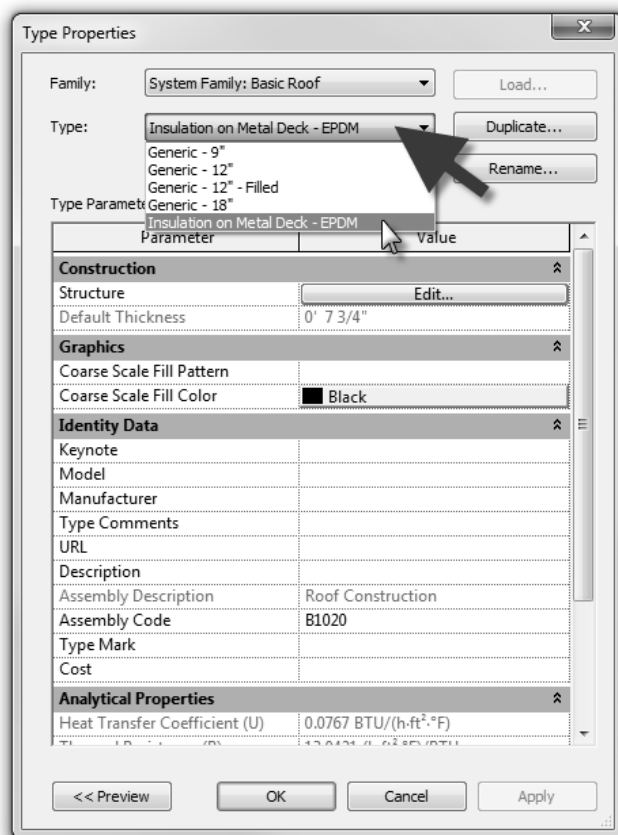 Type Properties
Family: System Family: Basic Roof Load...
Type: Insulation on Metal Deck - EPDM Duplicate...
Generic - 9"
Generic - 12"
Rename...
Generic - 12" - Filled
Generic - 18"
Type Paramete
Insulation on Metal Deck - EPDM
Parameter Value
Construction
Structure Edit...
Default Thickness 0' 7 3/4"
Graphics
Coarse Scale Fill Pattern
Coarse Scale Fill Color Black
Identity Data
Keynote
Model
Manufacturer
Type Comments
URL
Description
Assembly Description Roof Construction
Assembly Code B1020
Type Mark
Cost
Analytical Properties
Heat Transfer Coefficient (U) 0.0767 BTU/(h·ft²·°F)
<< Preview OK Cancel Apply